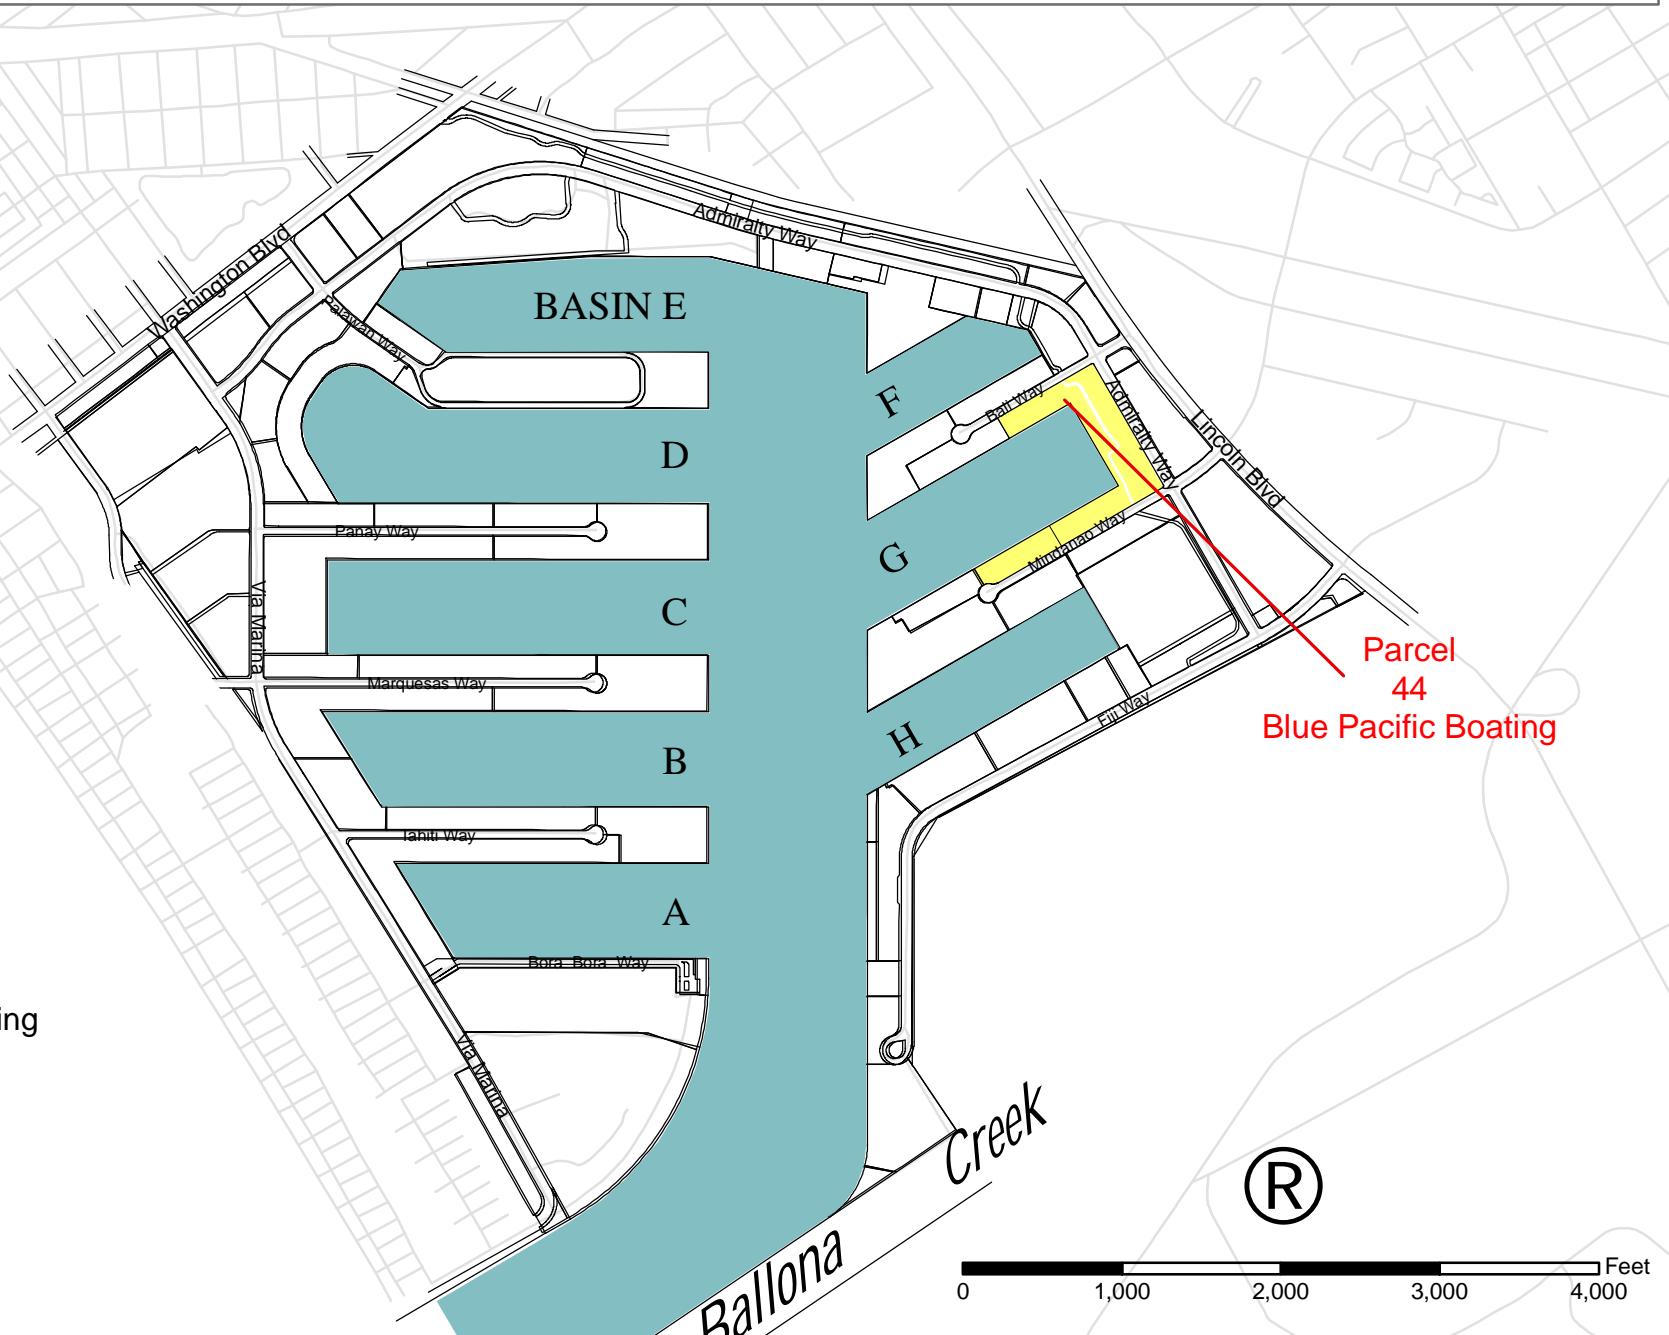 Washington Blvd
Admiralty Way
Palawan Way
BASIN E
F
Bali Way
Admiralty Way
Lincoln Blvd
D
Panay Way
G
Mindanao Way
Via Marina
C
Parcel
44
Blue Pacific Boating
Marquesas Way
Fiji Way
H
B
Tahiti Way
A
Bora Bora Way
ing
Via Marina
Ballona Creek
®
Feet
0 1,000 2,000 3,000 4,000